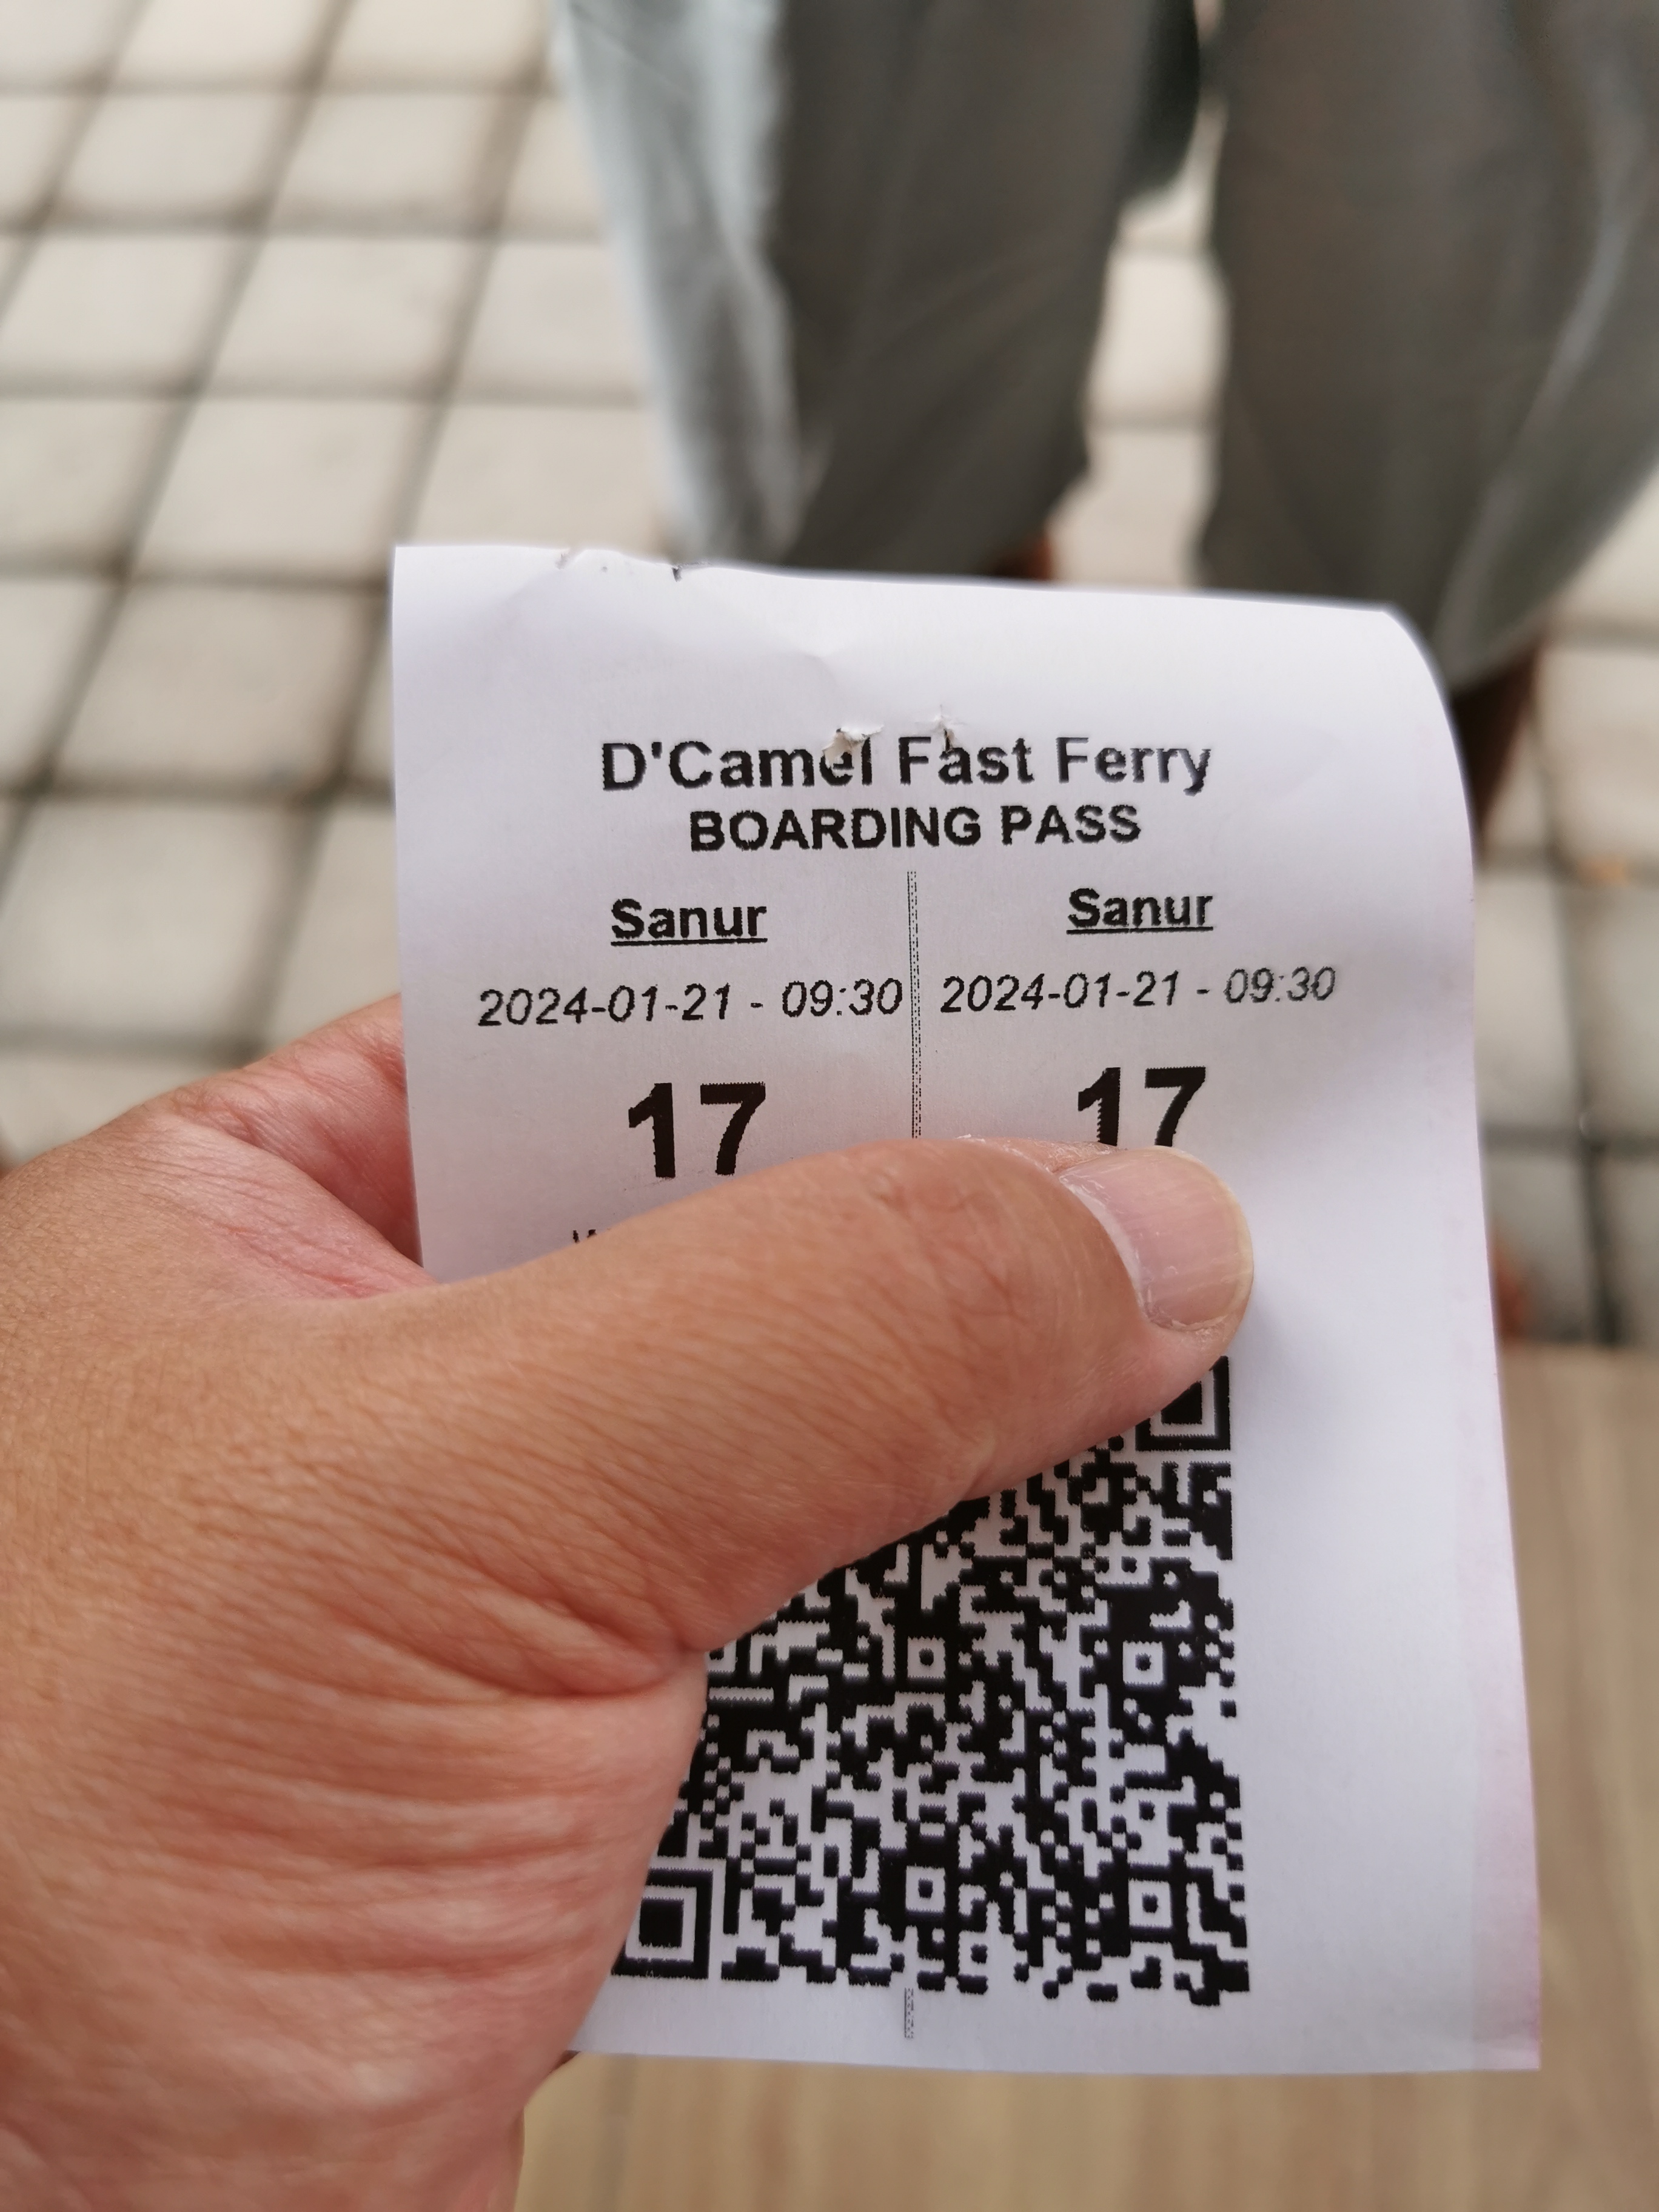 D'Camel Fast Ferry
BOARDING PASS
Sanur Sanur
2024-01-21 - 09:30 2024-01-21 - 09:30
17 17